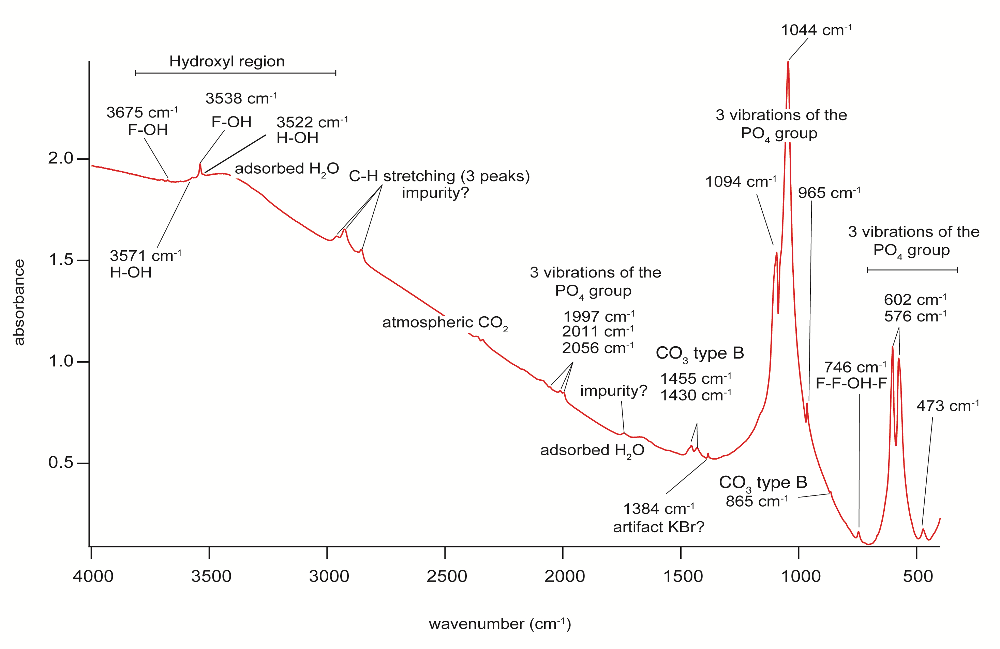 1044 cm⁻¹
Hydroxyl region
3538 cm⁻¹
F-OH
3675 cm⁻¹
F-OH
3522 cm⁻¹
H-OH
3 vibrations of the
PO₄ group
2.0
adsorbed H₂O
C-H stretching (3 peaks)
impurity?
1094 cm⁻¹
965 cm⁻¹
3 vibrations of the
PO₄ group
3571 cm⁻¹
H-OH
1.5
3 vibrations of the
PO₄ group
602 cm⁻¹
576 cm⁻¹
absorbance
atmospheric CO₂
1997 cm⁻¹
2011 cm⁻¹
2056 cm⁻¹
CO₃ type B
1455 cm⁻¹
1430 cm⁻¹
1.0
746 cm⁻¹
F-F-OH-F
impurity?
473 cm⁻¹
adsorbed H₂O
0.5
CO₃ type B
865 cm⁻¹
1384 cm⁻¹
artifact KBr?
4000 3500 3000 2500 2000 1500 1000 500
wavenumber (cm⁻¹)